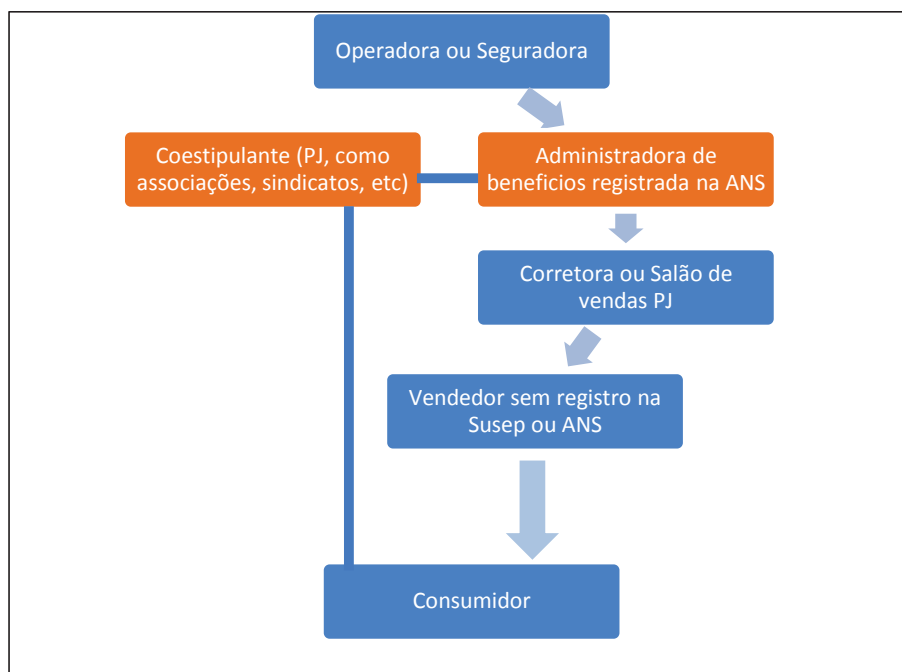 Operadora ou Seguradora
Coestipulante (PJ, como
associações, sindicatos, etc)
Administradora de
beneficios registrada na ANS
Corretora ou Salão de
vendas PJ
Vendedor sem registro na
Susep ou ANS
Consumidor